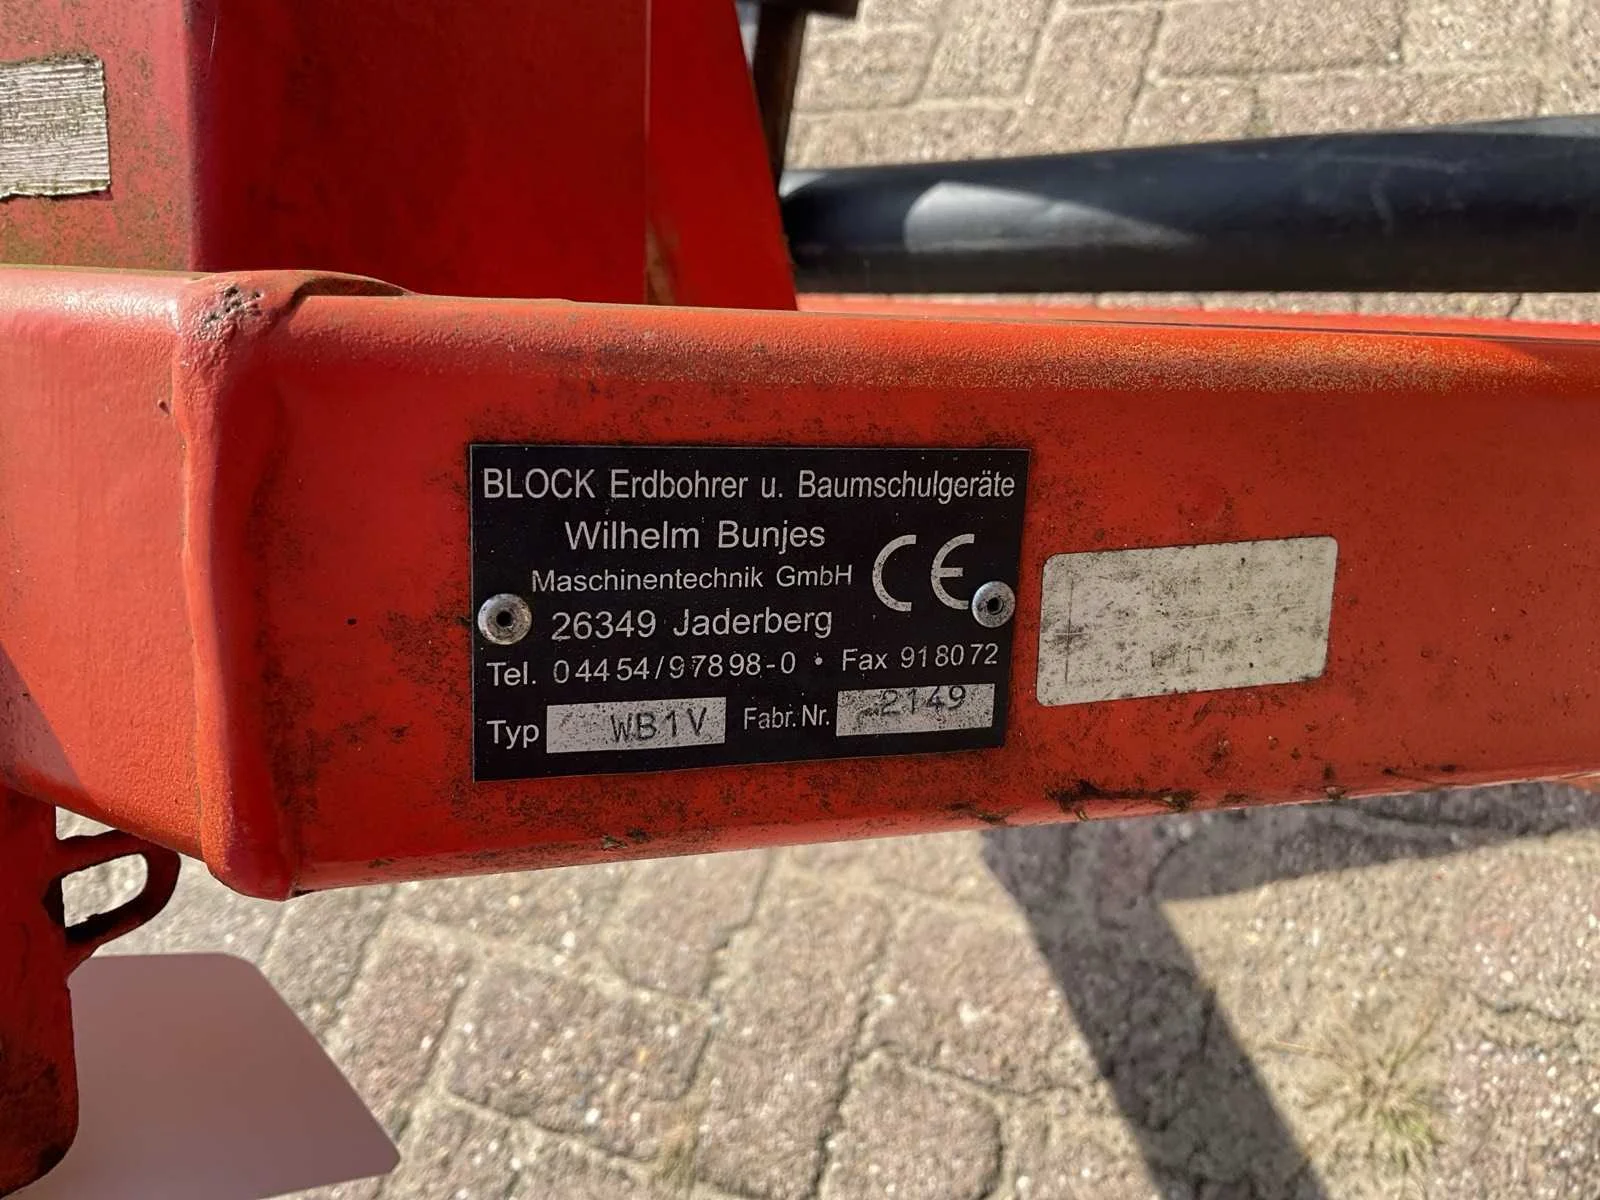 BLOCK Erdbohrer u. Baumschulgeräte
Wilhelm Bunjes
Maschinentechnik GmbH
CE
26349 Jaderberg
Tel. 04454/97898-0 • Fax 918072
Typ WB1V Fabr. Nr. 2149